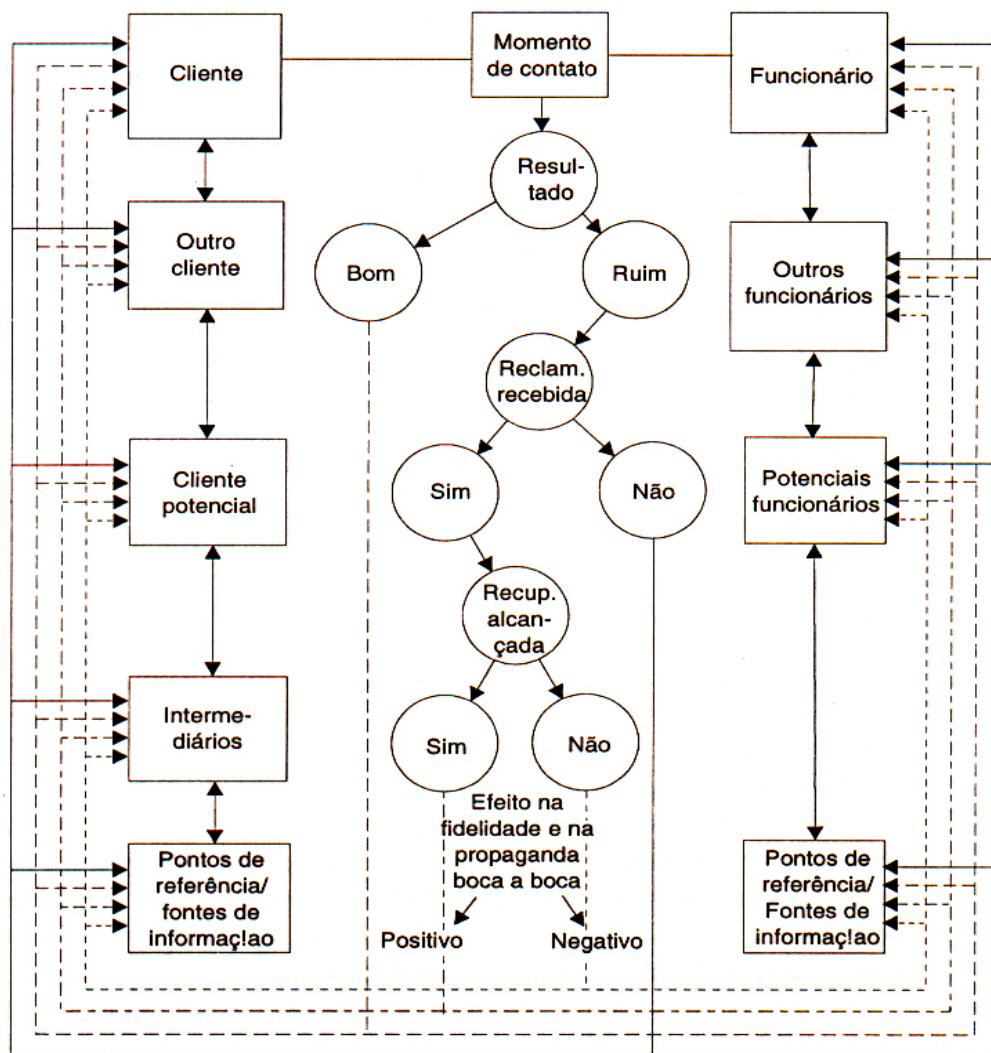 Momento
de contato
Cliente
Funcionário
Resul-
tado
Outro
cliente
Bom
Ruim
Outros
funcionários
Reclam.
recebida
Cliente
potencial
Sim
Não
Potenciais
funcionários
Recup.
alcan-
çada
Interme-
diários
Sim
Não
Efeito na
fidelidade e na
propaganda
boca a boca
Positivo
Negativo
Pontos de
referência/
fontes de
informaç!ao
Pontos de
referência/
Fontes de
informaç!ao